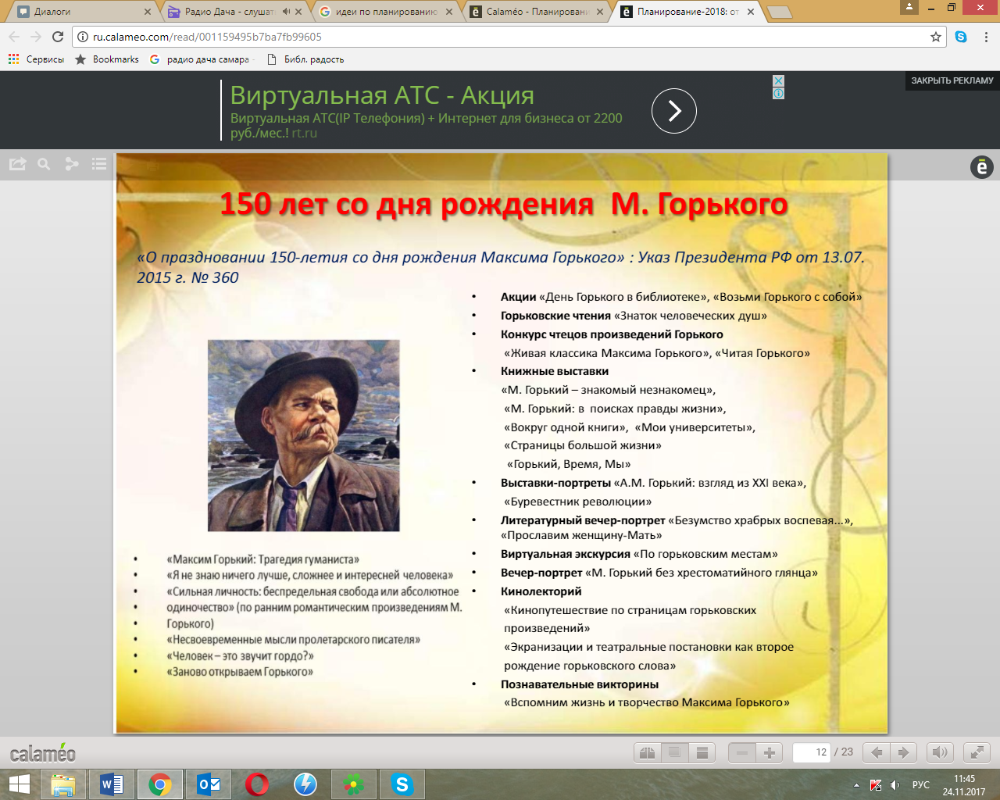 Диалоги
Радио Дача - слушать
идеи по планированию
Calaméo - Планировани
Планирование-2018: от
ru.calameo.com/read/001159495b7ba7fb99605
Сервисы
Bookmarks
радио дача самара -
Библ. радость
ЗАКРЫТЬ РЕКЛАМУ
Виртуальная АТС - Акция
Виртуальная АТС(IP Телефония) + Интернет для бизнеса от 2200
руб./мес.! rt.ru
150 лет со дня рождения М. Горького
«О праздновании 150-летия со дня рождения Максима Горького» : Указ Президента РФ от 13.07.
2015 г. № 360
• «Максим Горький: Трагедия гуманиста»
• «Я не знаю ничего лучше, сложнее и интересней человека»
• «Сильная личность: беспредельная свобода или абсолютное
• одиночество» (по ранним романтическим произведениям М.
• Горького)
• «Несвоевременные мысли пролетарского писателя»
• «Человек – это звучит гордо?»
• «Заново открываем Горького»
• Акции «День Горького в библиотеке», «Возьми Горького с собой»
• Горьковские чтения «Знаток человеческих душ»
• Конкурс чтецов произведений Горького
«Живая классика Максима Горького», «Читая Горького»
• Книжные выставки
«М. Горький – знакомый незнакомец»,
«М. Горький: в поисках правды жизни»,
«Вокруг одной книги», «Мои университеты»,
«Страницы большой жизни»
«Горький, Время, Мы»
• Выставки-портреты «А.М. Горький: взгляд из XXI века»,
«Буревестник революции»
• Литературный вечер-портрет «Безумство храбрых воспевая...»,
«Прославим женщину-Мать»
• Виртуальная экскурсия «По горьковским местам»
• Вечер-портрет «М. Горький без хрестоматийного глянца»
• Кинолекторий
«Кинопутешествие по страницам горьковских
произведений»
«Экранизации и театральные постановки как второе
рождение горьковского слова»
• Познавательные викторины
«Вспомним жизнь и творчество Максима Горького»
calaméo
12 / 23
РУС
11:45
24.11.2017